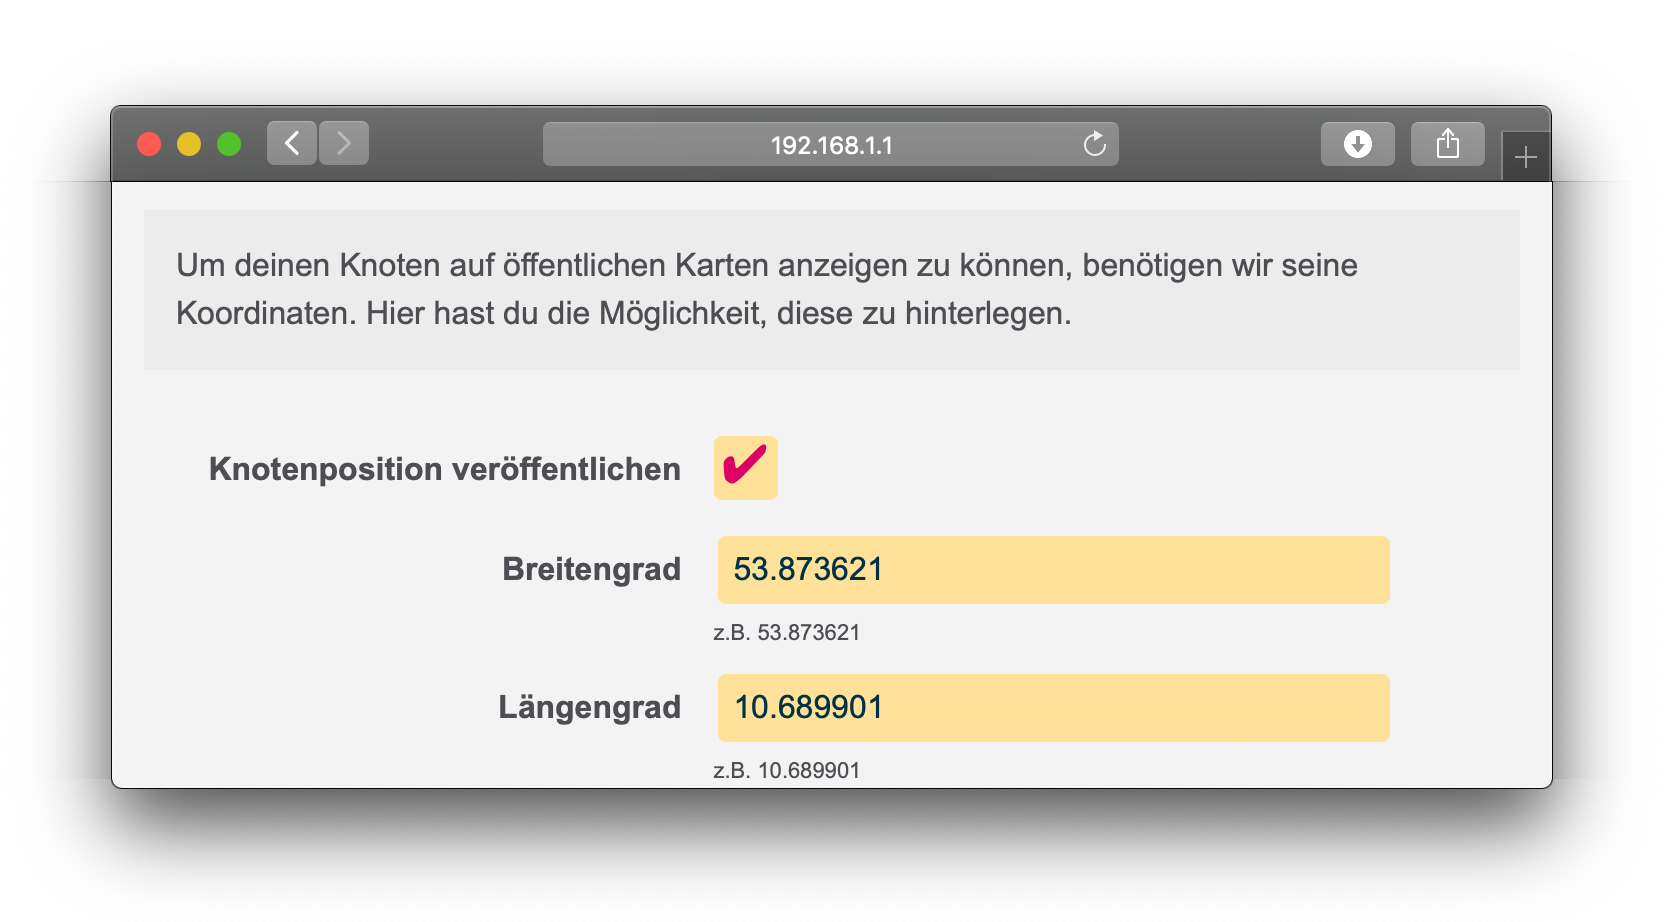 192.168.1.1
Um deinen Knoten auf öffentlichen Karten anzeigen zu können, benötigen wir seine
Koordinaten. Hier hast du die Möglichkeit, diese zu hinterlegen.
Knotenposition veröffentlichen
Breitengrad
53.873621
z.B. 53.873621
Längengrad
10.689901
z.B. 10.689901